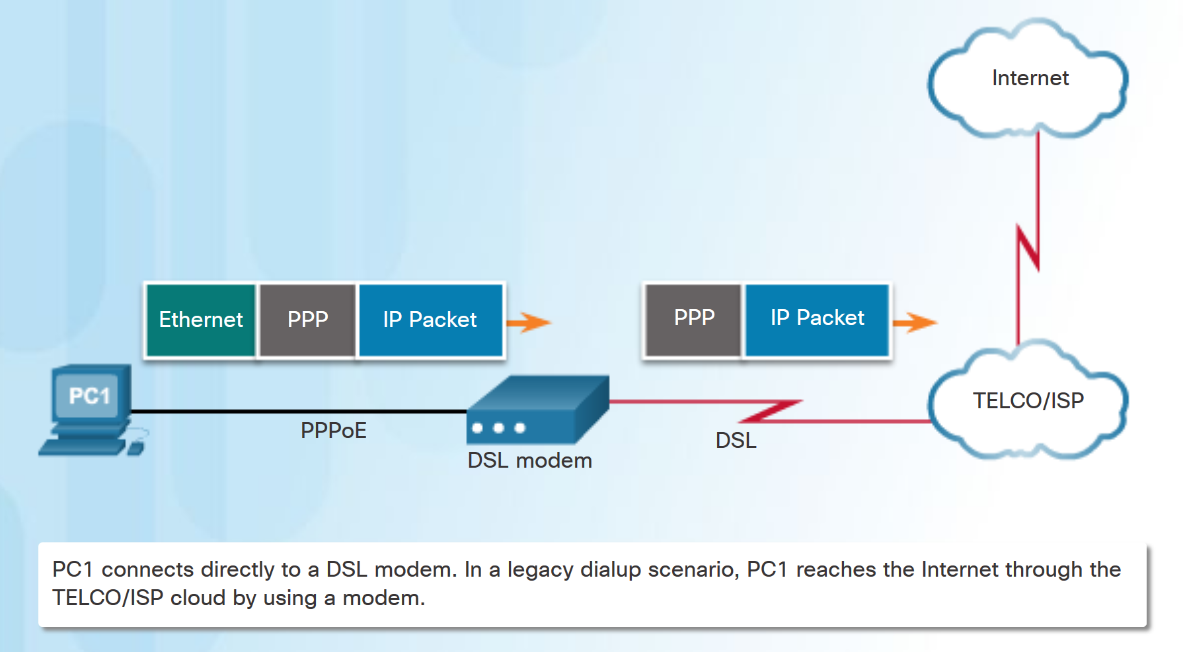 Internet
Ethernet PPP IP Packet
PPP IP Packet
PC1
TELCO/ISP
PPPoE
DSL
DSL modem
PC1 connects directly to a DSL modem. In a legacy dialup scenario, PC1 reaches the Internet through the
TELCO/ISP cloud by using a modem.